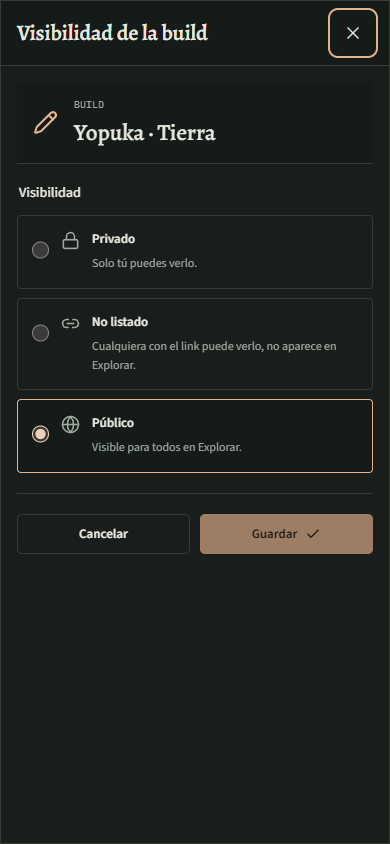 Visibilidad de la build
BUILD
Yopuka · Tierra
Visibilidad
Privado
Solo tú puedes verlo.
No listado
Cualquiera con el link puede verlo, no aparece en
Explorar.
Público
Visible para todos en Explorar.
Cancelar
Guardar